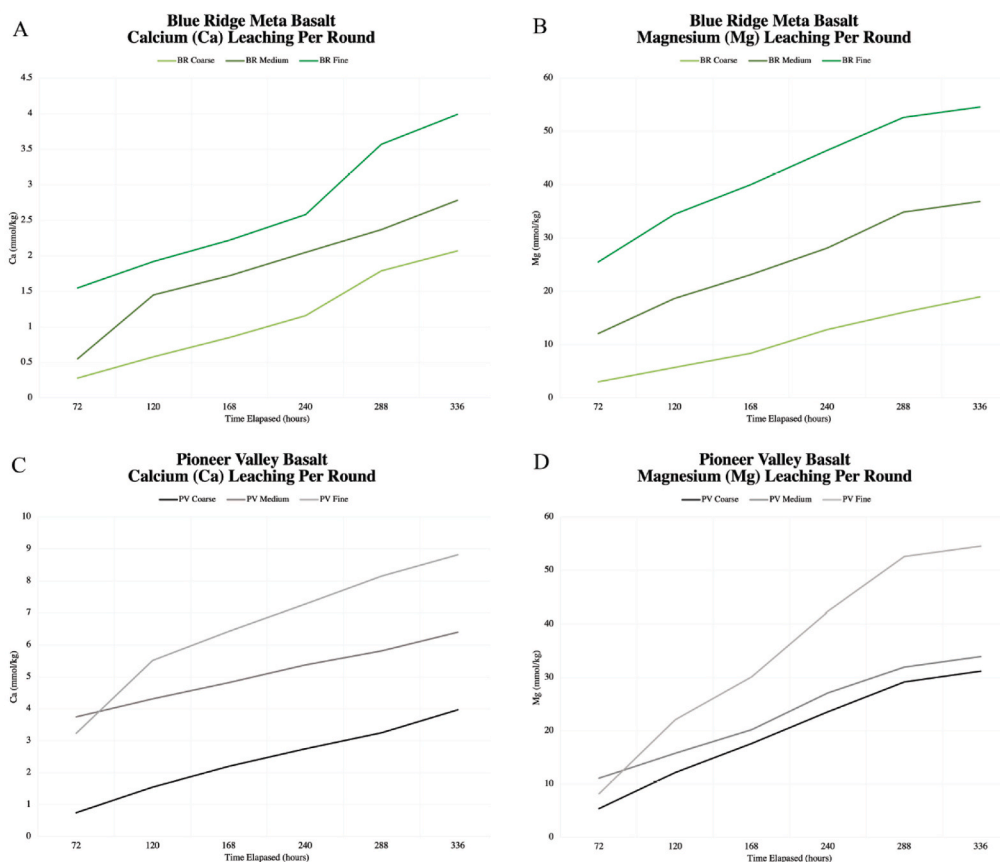 A
Blue Ridge Meta Basalt
Calcium (Ca) Leaching Per Round
BR Coarse BR Medium BR Fine
4.5
4
3.5
3
2.5
2
1.5
1
0.5
0
Ca (mmol/kg)
72 120 168 240 288 336
Time Elapased (hours)
B
Blue Ridge Meta Basalt
Magnesium (Mg) Leaching Per Round
BR Coarse BR Medium BR Fine
60
50
40
30
20
10
0
Mg (mmol/kg)
72 120 168 240 288 336
Time Elapased (hours)
C
Pioneer Valley Basalt
Calcium (Ca) Leaching Per Round
PV Coarse PV Medium PV Fine
10
9
8
7
6
5
4
3
2
1
0
Ca (mmol/kg)
72 120 168 240 288 336
Time Elapased (hours)
D
Pioneer Valley Basalt
Magnesium (Mg) Leaching Per Round
PV Coarse PV Medium PV Fine
60
50
40
30
20
10
0
Mg (mmol/kg)
72 120 168 240 288 336
Time Elapased (hours)